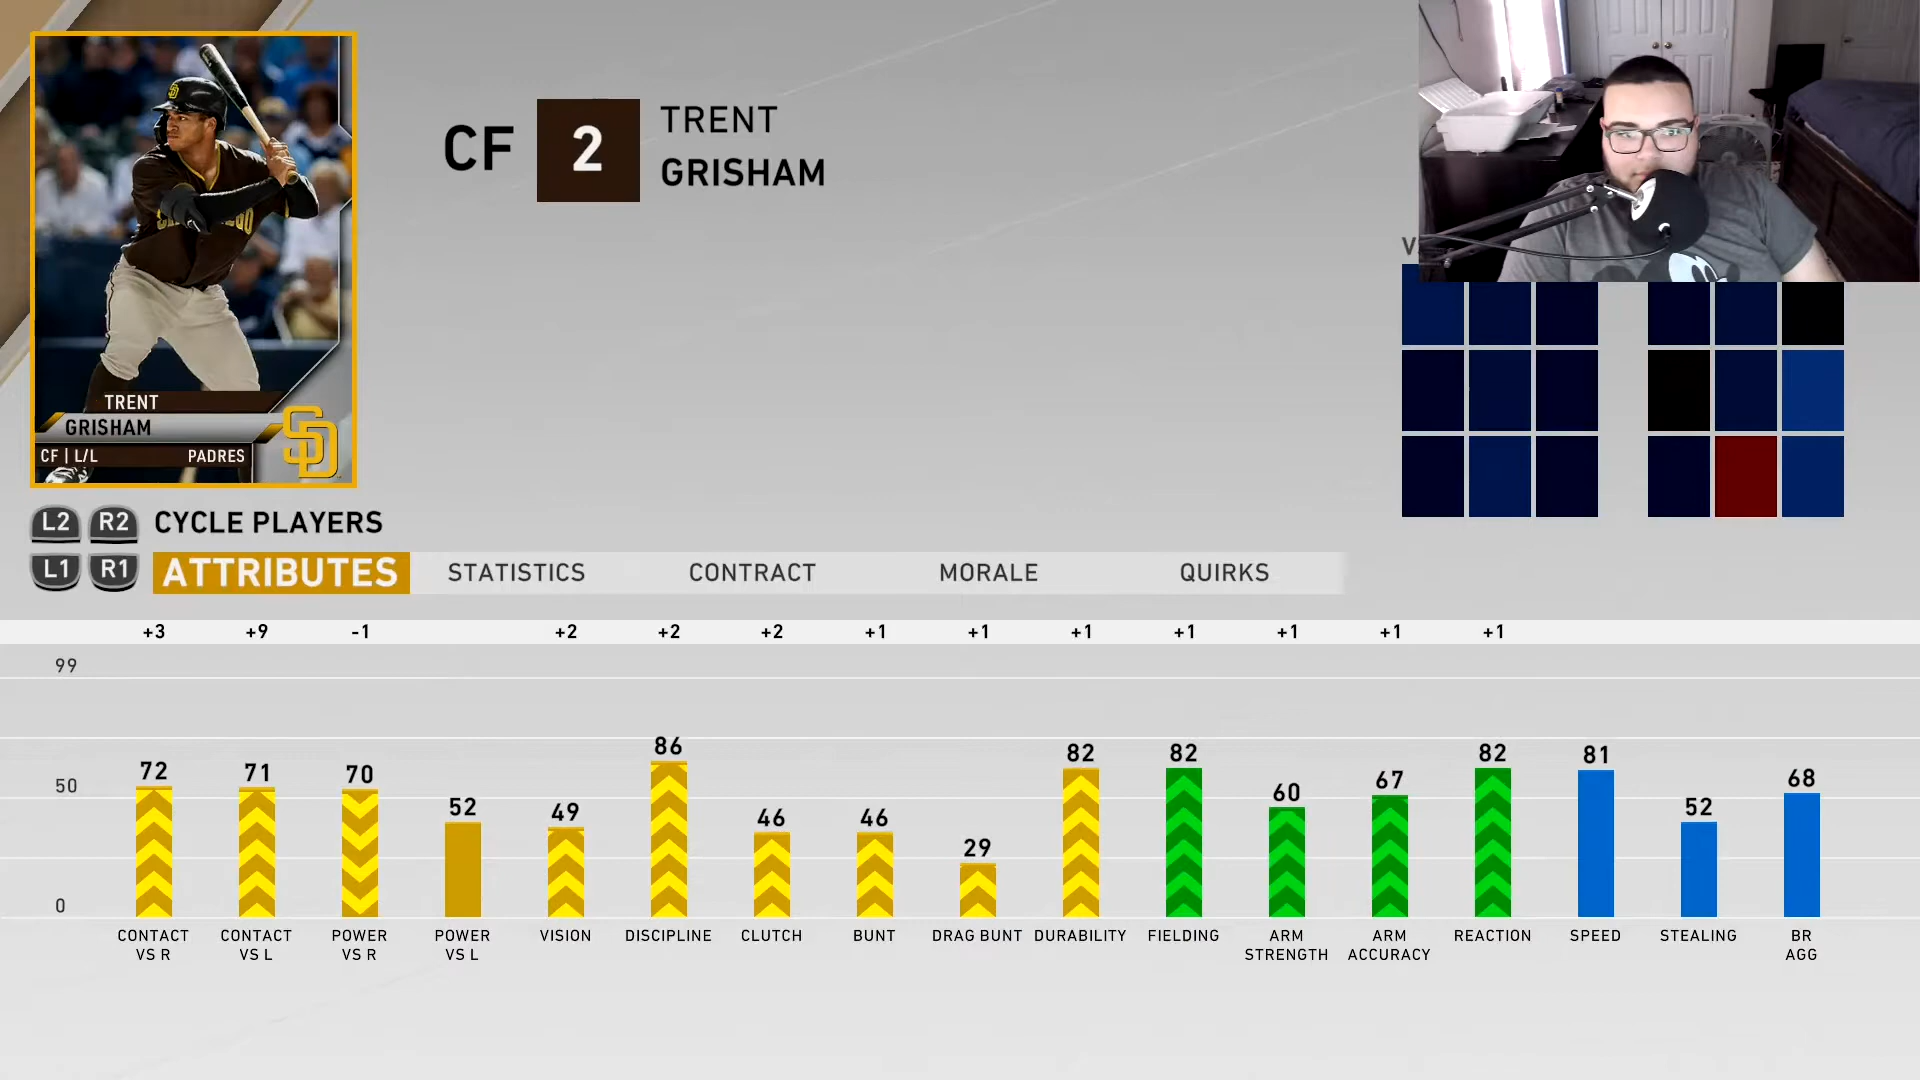 CF 2 TRENT
GRISHAM
V
TRENT
GRISHAM
CF | L/L PADRES
SD
L2 R2 CYCLE PLAYERS
L1 R1 ATTRIBUTES STATISTICS CONTRACT MORALE QUIRKS
+3 +9 -1 +2 +2 +2 +1 +1 +1 +1 +1 +1 +1
99
50
0
72 71 70 52 49 86 46 46 29 82 82 60 67 82 81 52 68
CONTACT VS R
CONTACT VS L
POWER VS R
POWER VS L
VISION
DISCIPLINE
CLUTCH
BUNT
DRAG BUNT
DURABILITY
FIELDING
ARM STRENGTH
ARM ACCURACY
REACTION
SPEED
STEALING
BR AGG